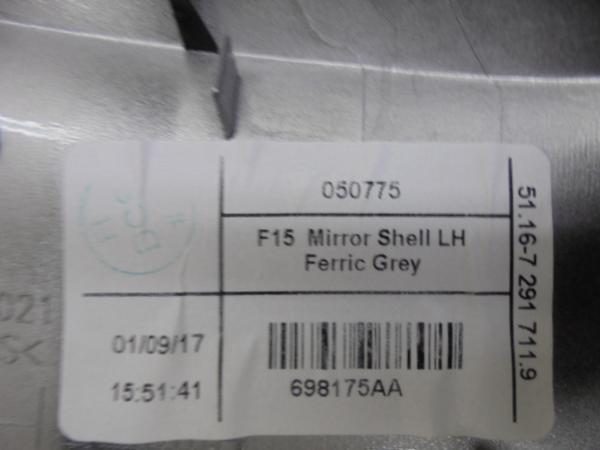 050775
F15 Mirror Shell LH
Ferric Grey
51.16-7 291 711.9
01/09/17
15:51:41
698175AA
021